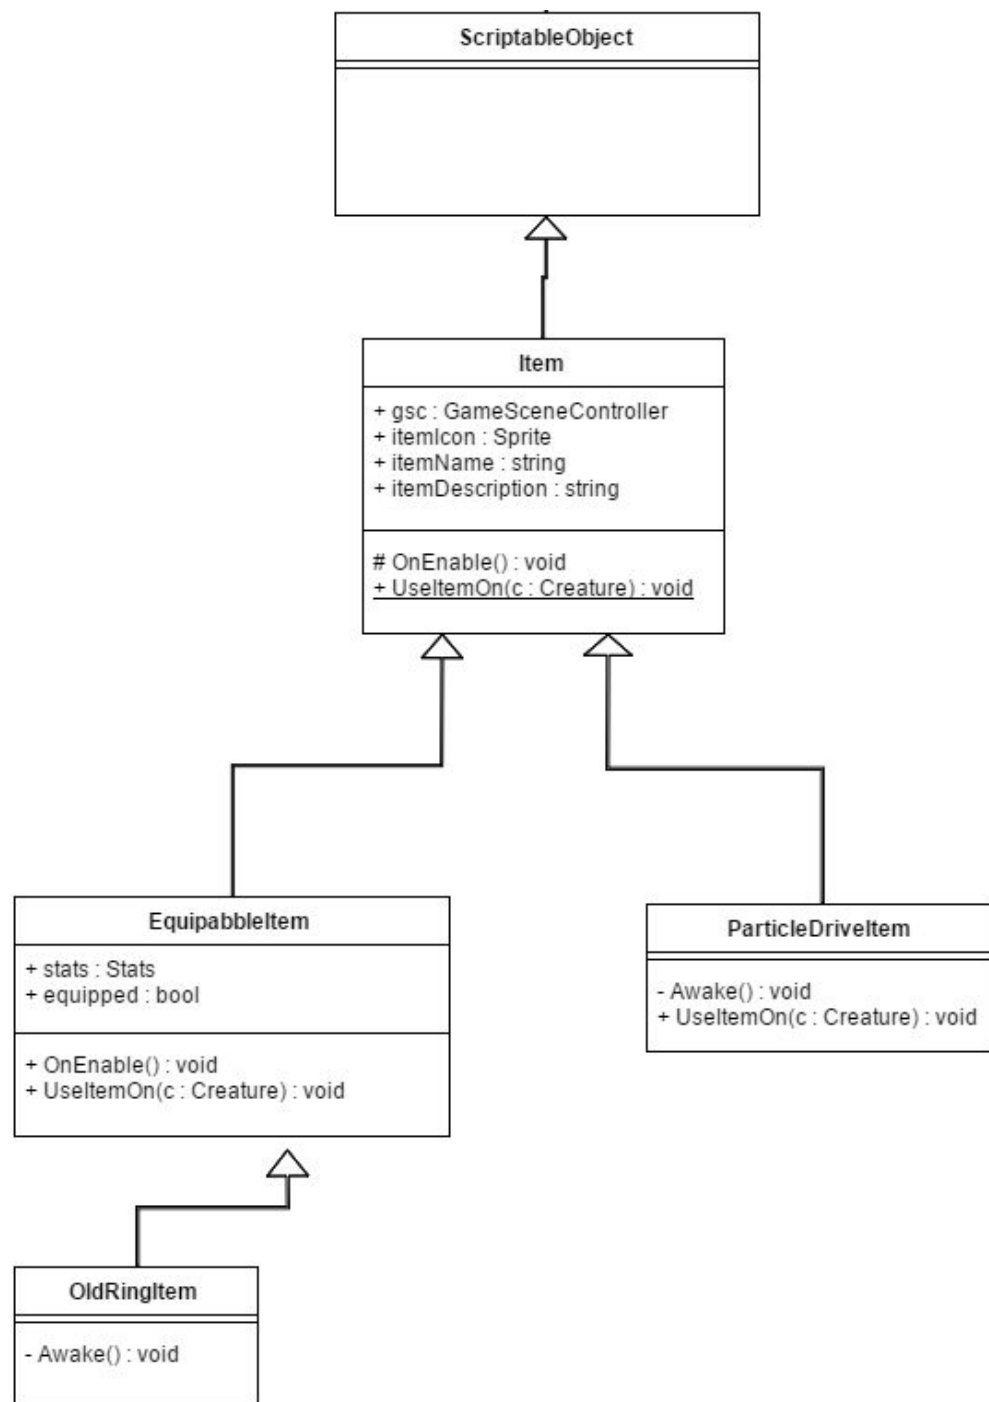 ScriptableObject
Item
+ gsc : GameSceneController
+ itemIcon : Sprite
+ itemName : string
+ itemDescription : string
# OnEnable() : void
+ UseItemOn(c : Creature) : void
EquipabbleItem
+ stats : Stats
+ equipped : bool
+ OnEnable() : void
+ UseItemOn(c : Creature) : void
ParticleDriveItem
- Awake() : void
+ UseItemOn(c : Creature) : void
OldRingItem
- Awake() : void